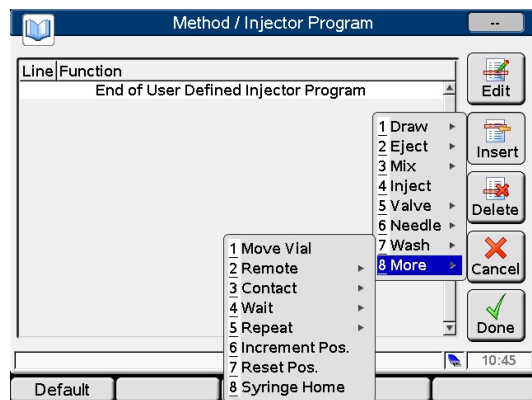 Method / Injector Program
--
Line Function
End of User Defined Injector Program
Edit
Insert
Delete
Cancel
Done
1 Draw
2 Eject
3 Mix
4 Inject
5 Valve
6 Needle
7 Wash
8 More
1 Move Vial
2 Remote
3 Contact
4 Wait
5 Repeat
6 Increment Pos.
7 Reset Pos.
8 Syringe Home
10:45
Default